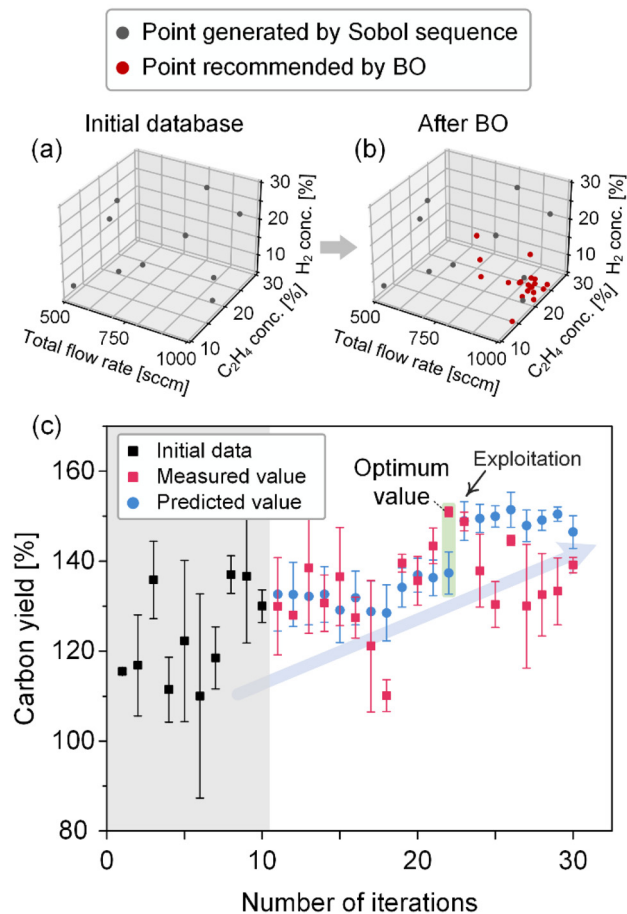 Point generated by Sobol sequence
Point recommended by BO
Initial database
After BO
(a)
(b)
30
20
10
H₂ conc. [%]
30
20
10
C₂H₄ conc. [%]
500
750
1000
Total flow rate [sccm]
30
20
10
H₂ conc. [%]
30
20
10
C₂H₄ conc. [%]
500
750
1000
Total flow rate [sccm]
(c)
Initial data
Measured value
Predicted value
Optimum
value
Exploitation
160
140
120
100
80
Carbon yield [%]
0
10
20
30
Number of iterations